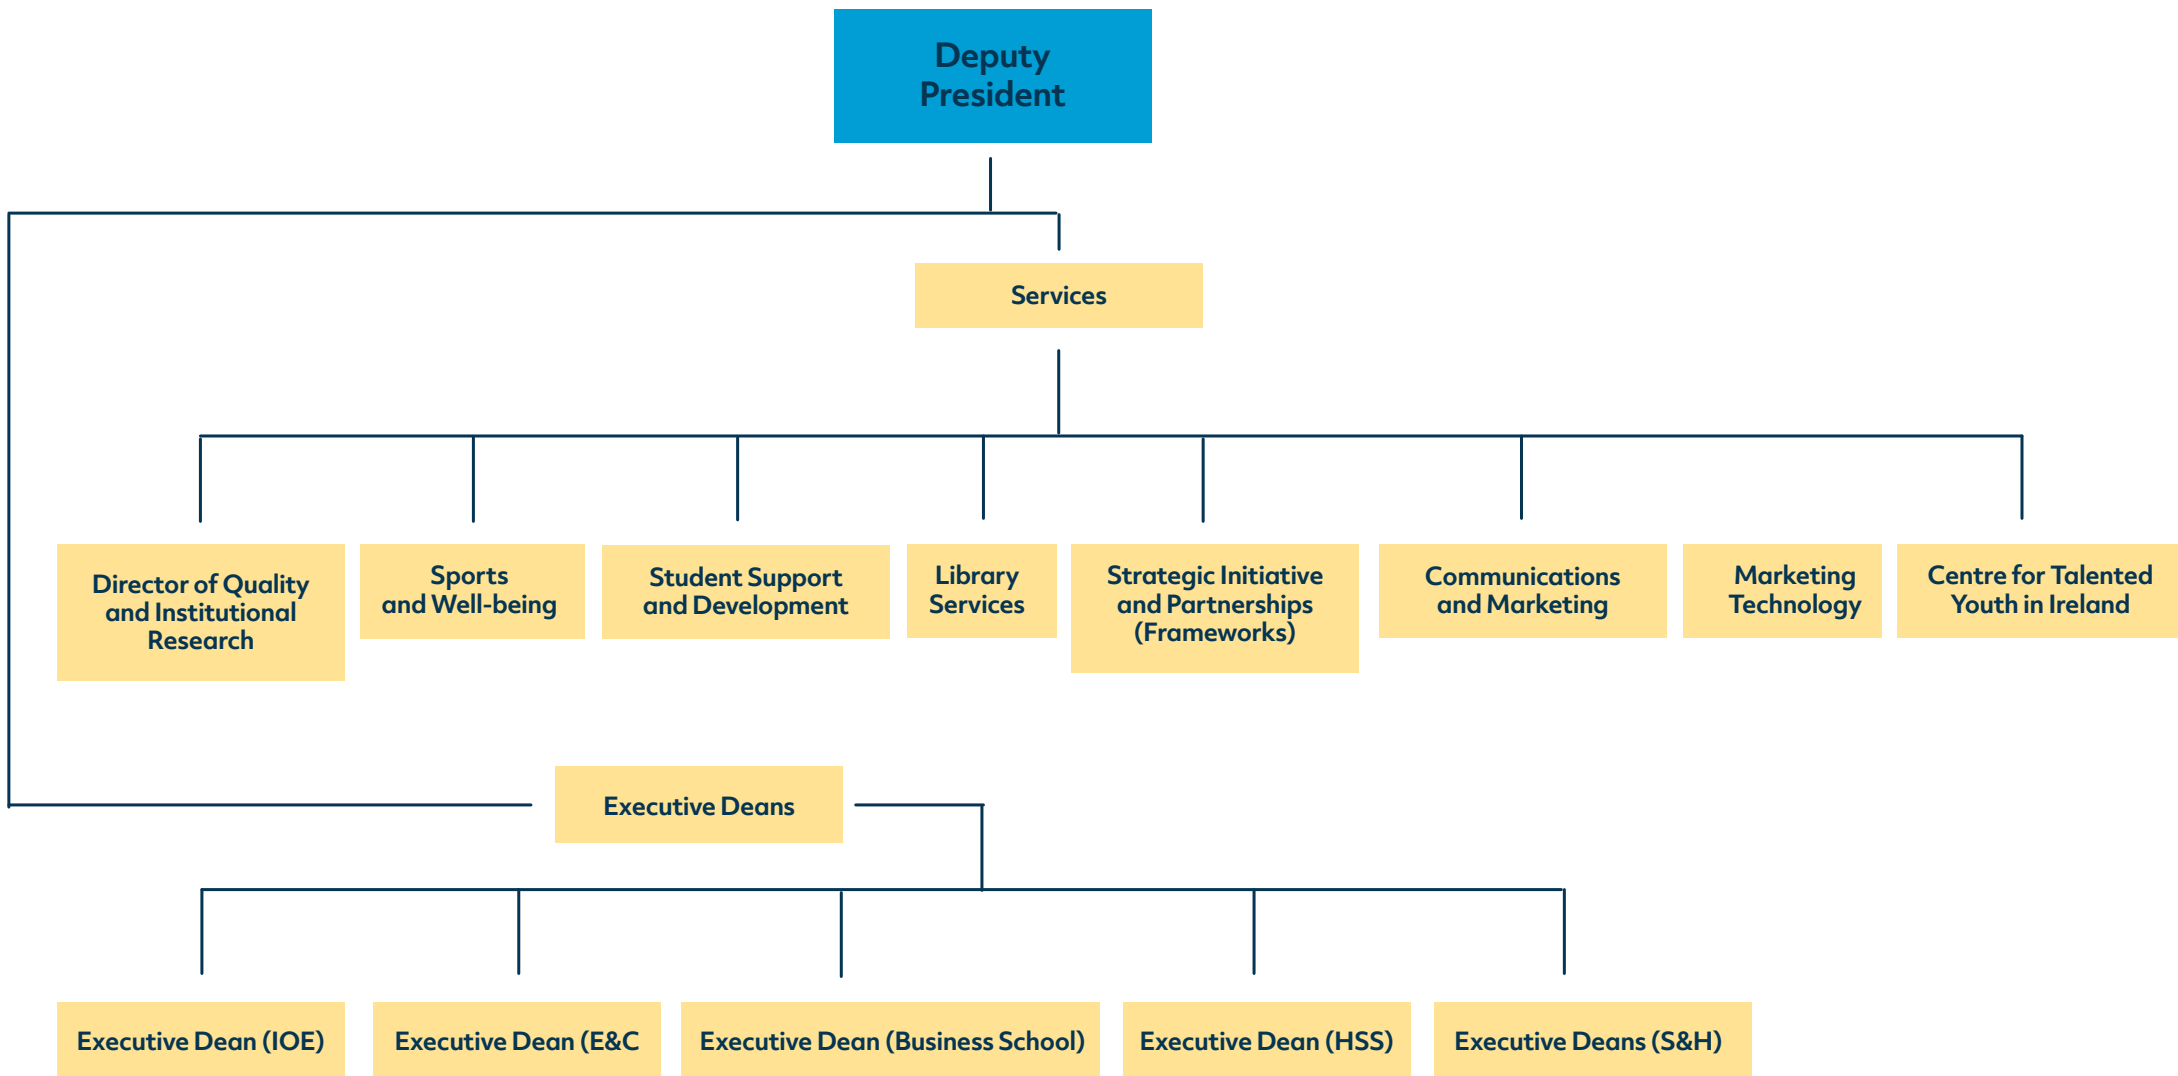 Deputy
President
Services
Director of Quality
and Institutional
Research
Sports
and Well-being
Student Support
and Development
Library
Services
Strategic Initiative
and Partnerships
(Frameworks)
Communications
and Marketing
Marketing
Technology
Centre for Talented
Youth in Ireland
Executive Deans
Executive Dean (IOE)
Executive Dean (E&C
Executive Dean (Business School)
Executive Dean (HSS)
Executive Deans (S&H)